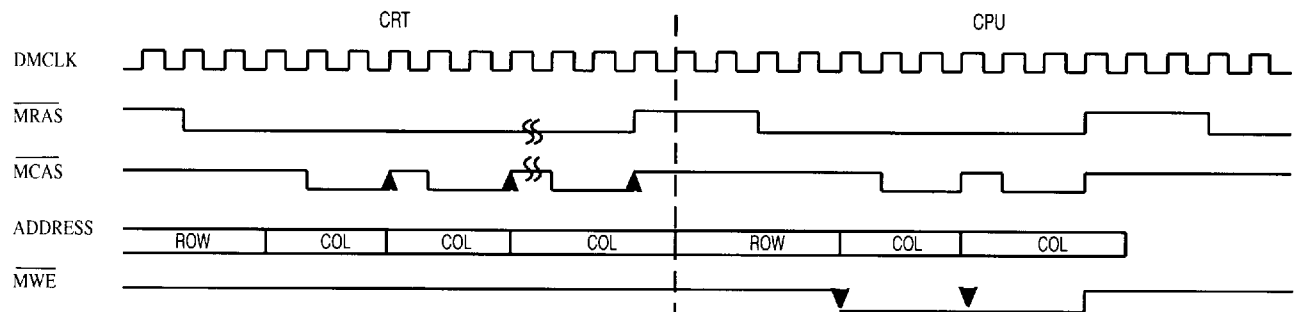 CRT CPU
DMCLK
MRAS
MCAS
ADDRESS ROW COL COL COL ROW COL COL
MWE